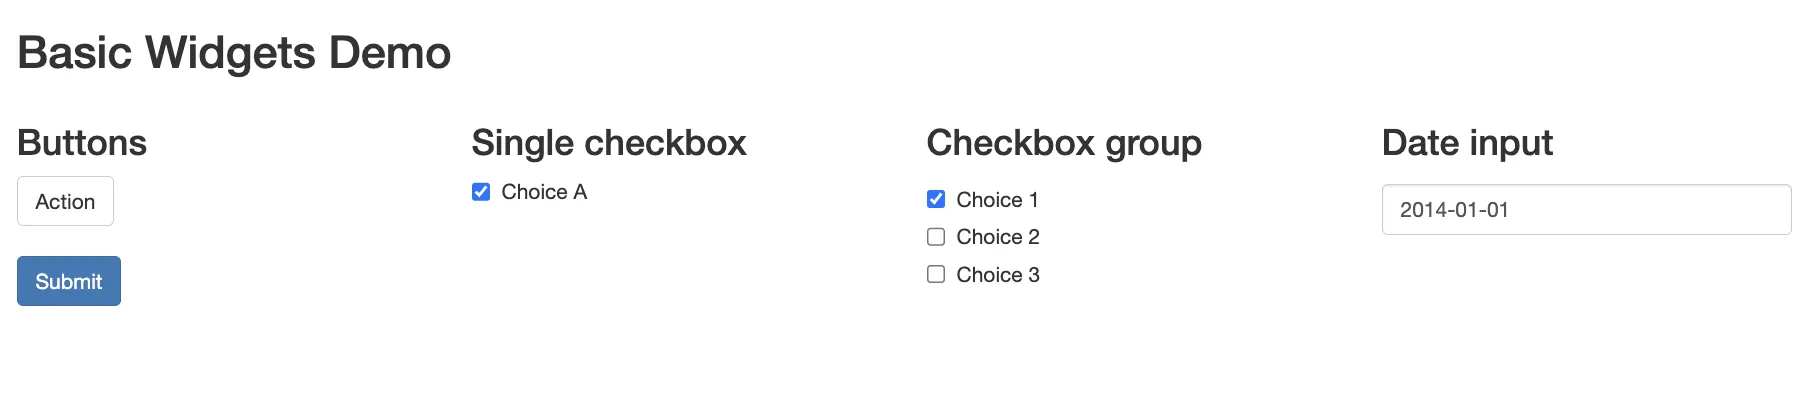 Basic Widgets Demo
Buttons
Action
Submit
Single checkbox
Choice A
Checkbox group
Choice 1
Choice 2
Choice 3
Date input
2014-01-01